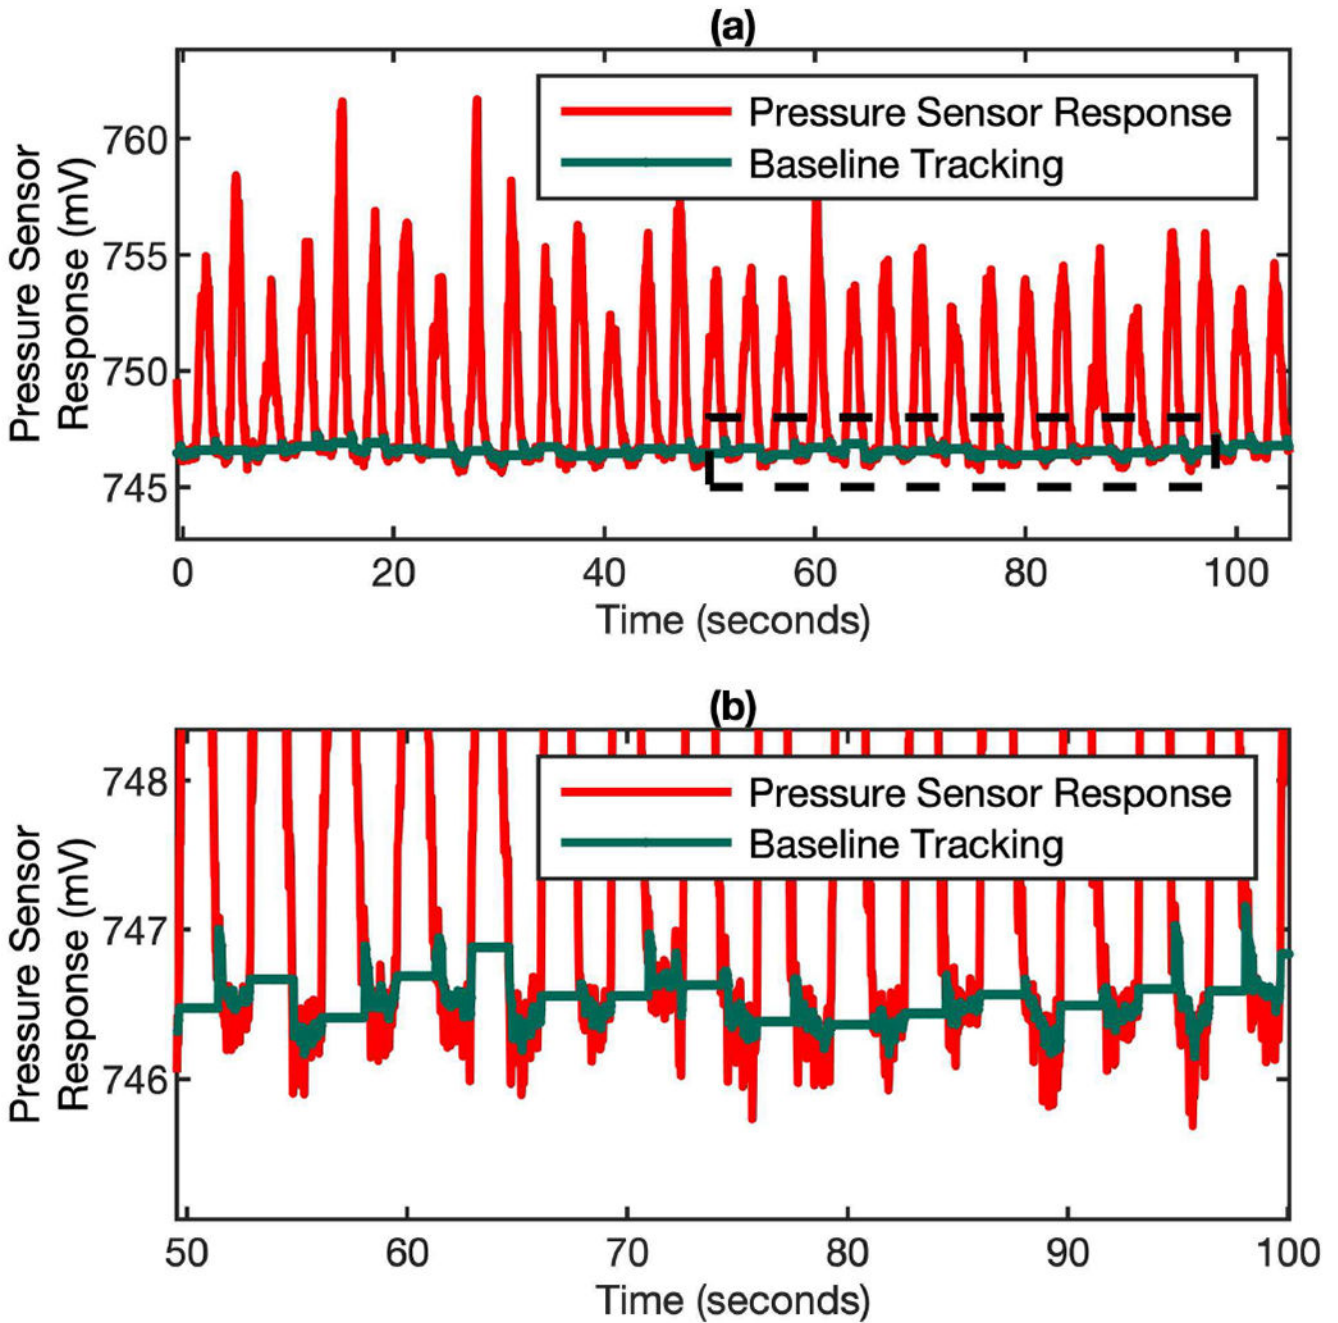 (a)
Pressure Sensor Response
Baseline Tracking
760
755
750
745
Pressure Sensor
Response (mV)
0 20 40 60 80 100
Time (seconds)
(b)
Pressure Sensor Response
Baseline Tracking
748
747
746
Pressure Sensor
Response (mV)
50 60 70 80 90 100
Time (seconds)